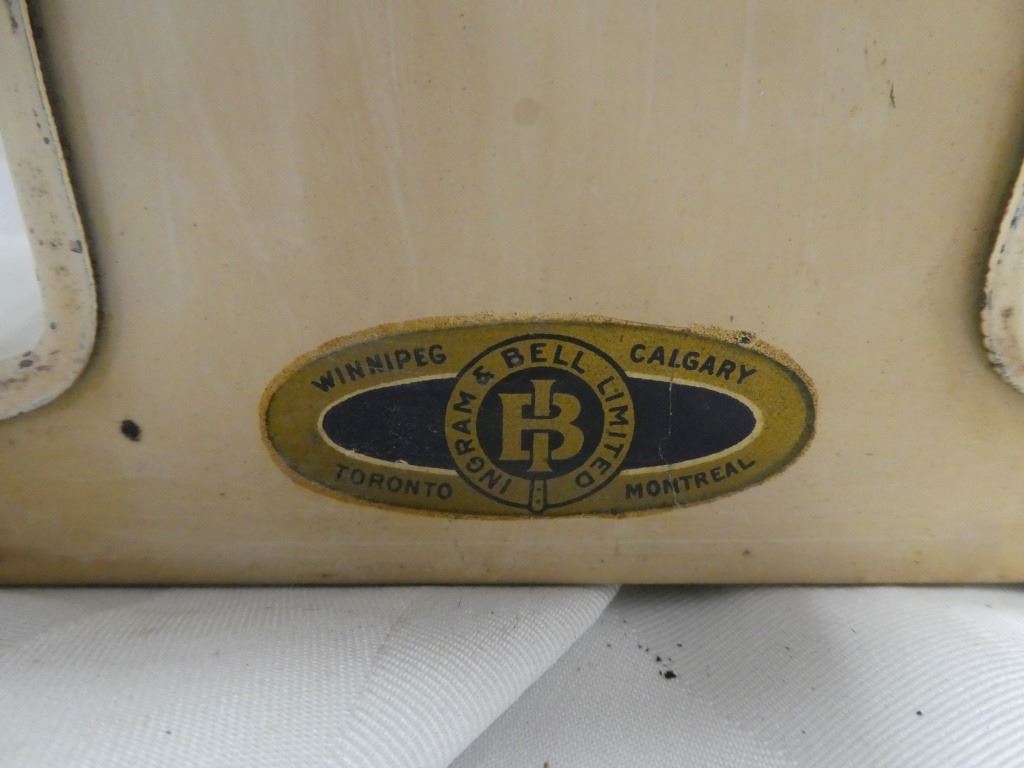 WINNIPEG
CALGARY
INGRAM & BELL LIMITED
IB
TORONTO
MONTREAL